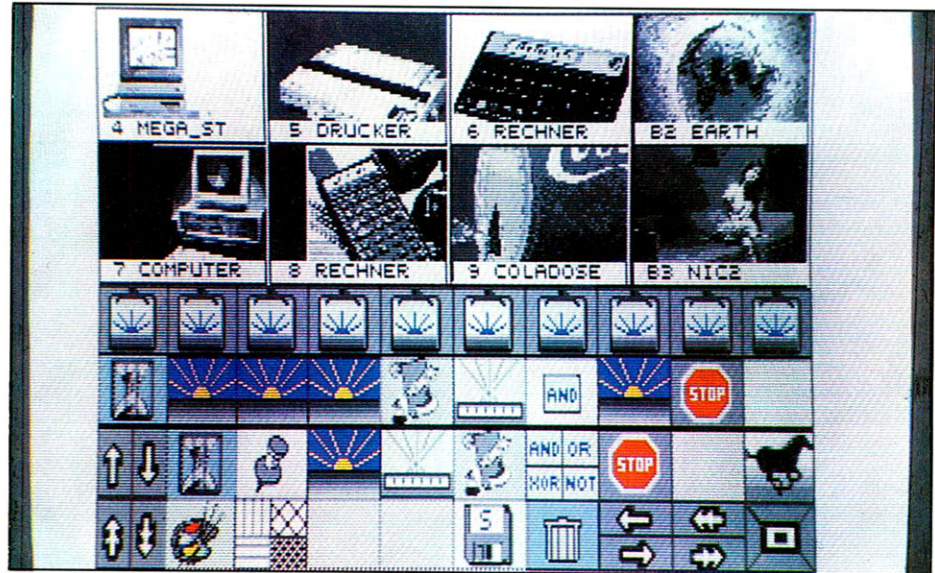 4 MEGA_ST
5 DRUCKER
6 RECHNER
B2 EARTH
7 COMPUTER
8 RECHNER
9 COLADOSE
B3 NIC2
AND
STOP
AND OR
XOR NOT
STOP
S